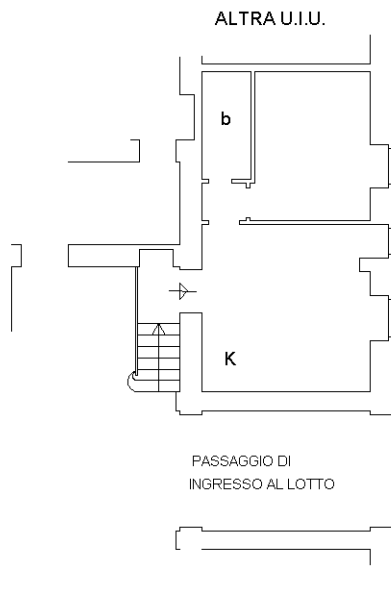 ALTRA U.I.U.
b
K
PASSAGGIO DI
INGRESSO AL LOTTO